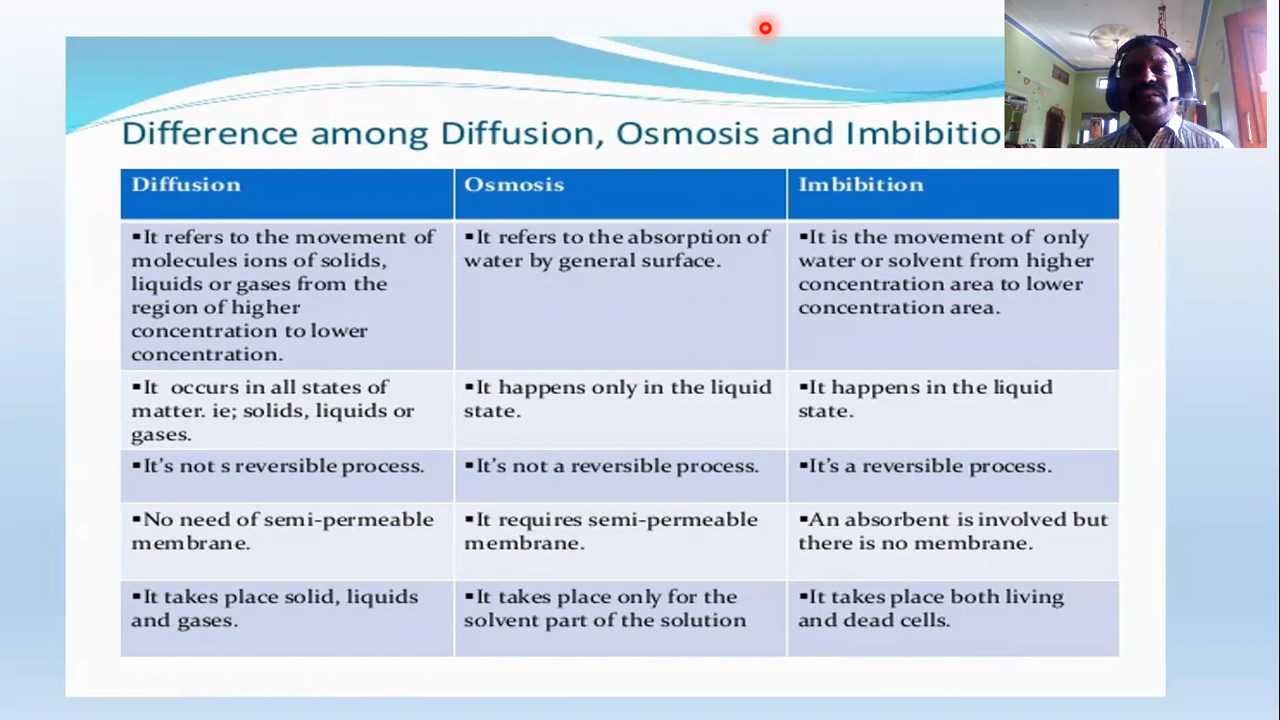 Difference among Diffusion, Osmosis and Imbibitio
Diffusion
Osmosis
Imbibition
▪It refers to the movement of
molecules ions of solids,
liquids or gases from the
region of higher
concentration to lower
concentration.
▪It refers to the absorption of
water by general surface.
▪It is the movement of only
water or solvent from higher
concentration area to lower
concentration area.
▪It occurs in all states of
matter. ie; solids, liquids or
gases.
▪It happens only in the liquid
state.
▪It happens in the liquid
state.
▪It's not s reversible process.
▪It's not a reversible process.
▪It's a reversible process.
▪No need of semi-permeable
membrane.
▪It requires semi-permeable
membrane.
▪An absorbent is involved but
there is no membrane.
▪It takes place solid, liquids
and gases.
▪It takes place only for the
solvent part of the solution
▪It takes place both living
and dead cells.